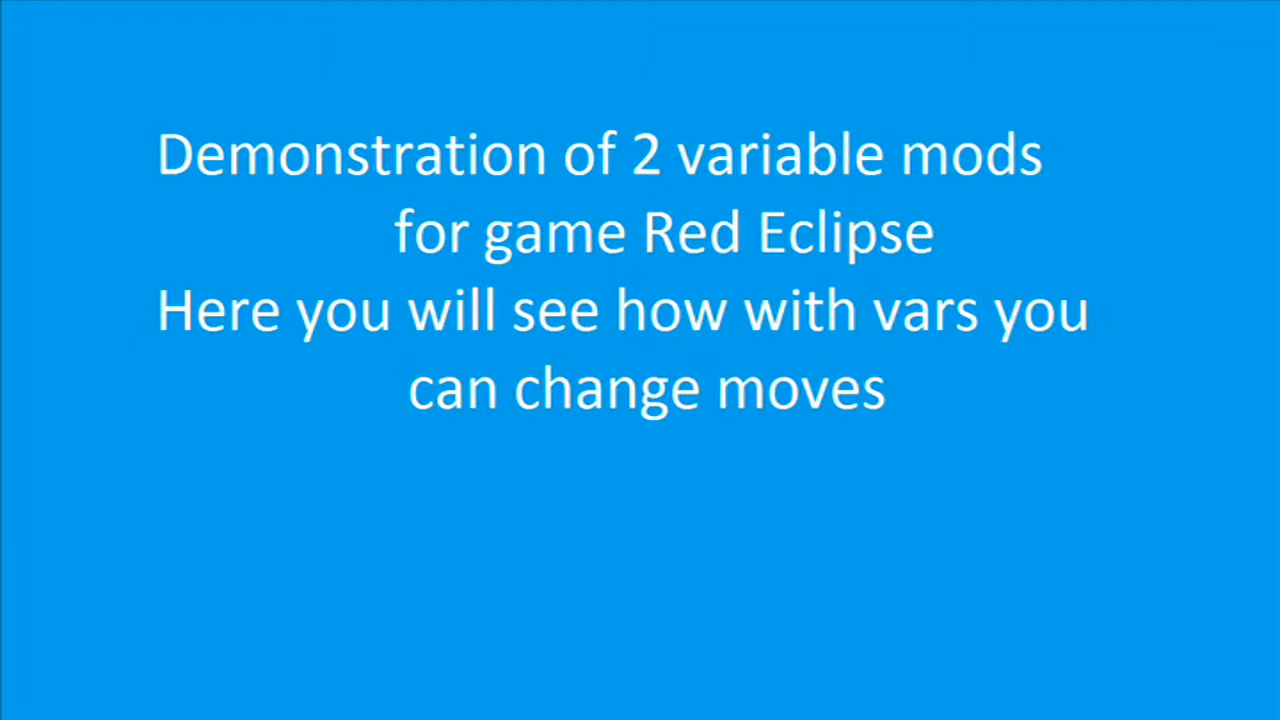 Demonstration of 2 variable mods
for game Red Eclipse
Here you will see how with vars you
can change moves